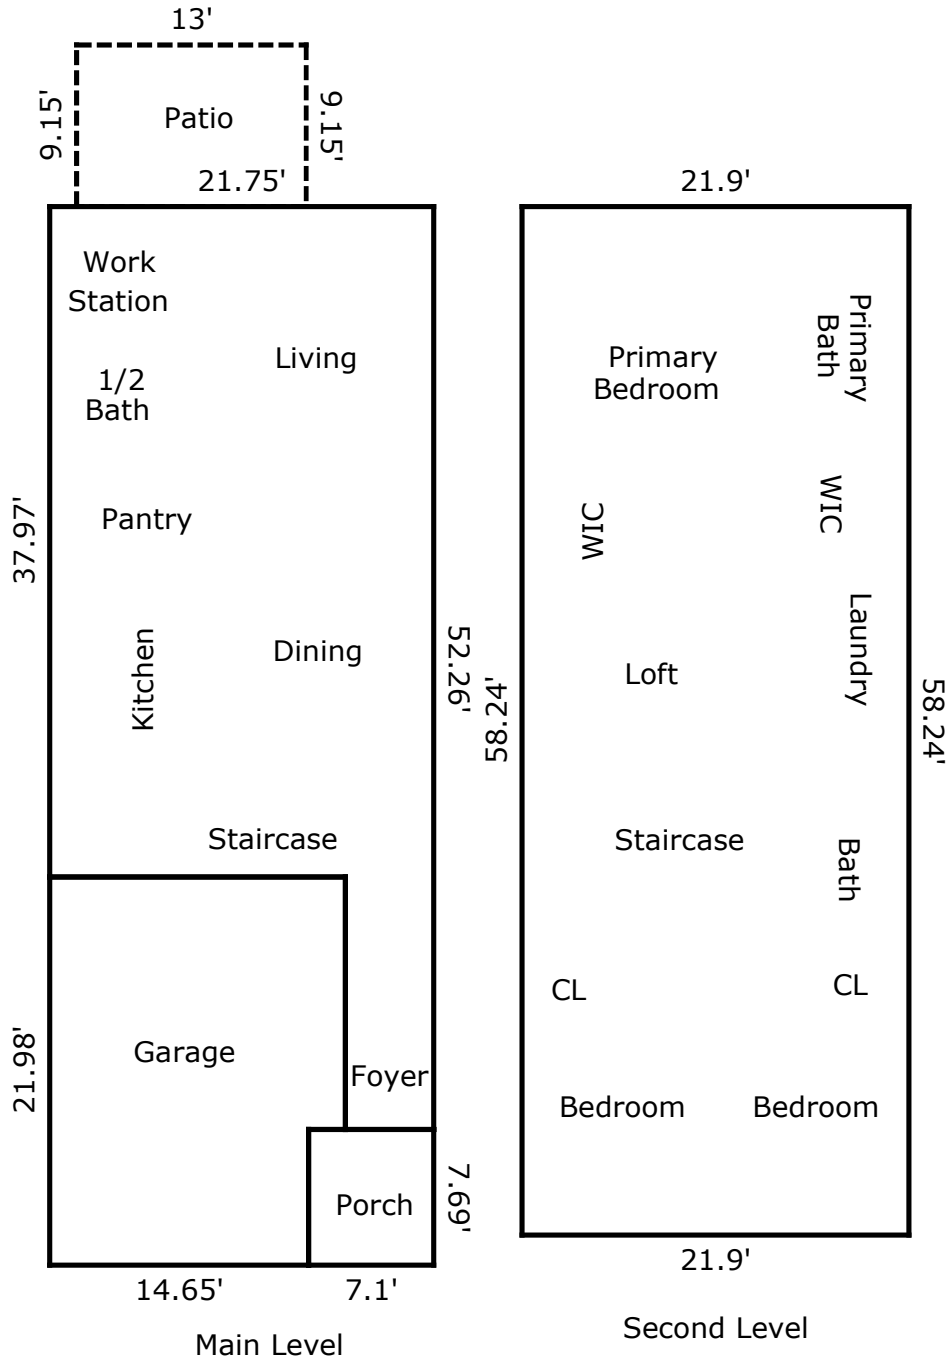 13'
9.15'
Patio
9.15'
21.75'
Work
Station
Living
1/2
Bath
Pantry
37.97'
Kitchen
Dining
52.26'
Staircase
21.98'
Garage
Foyer
Porch
7.69'
14.65'
7.1'
Main Level
21.9'
Primary
Bedroom
Primary
Bath
WIC
WIC
58.24'
Loft
Laundry
58.24'
Staircase
Bath
CL
CL
Bedroom
Bedroom
21.9'
Second Level